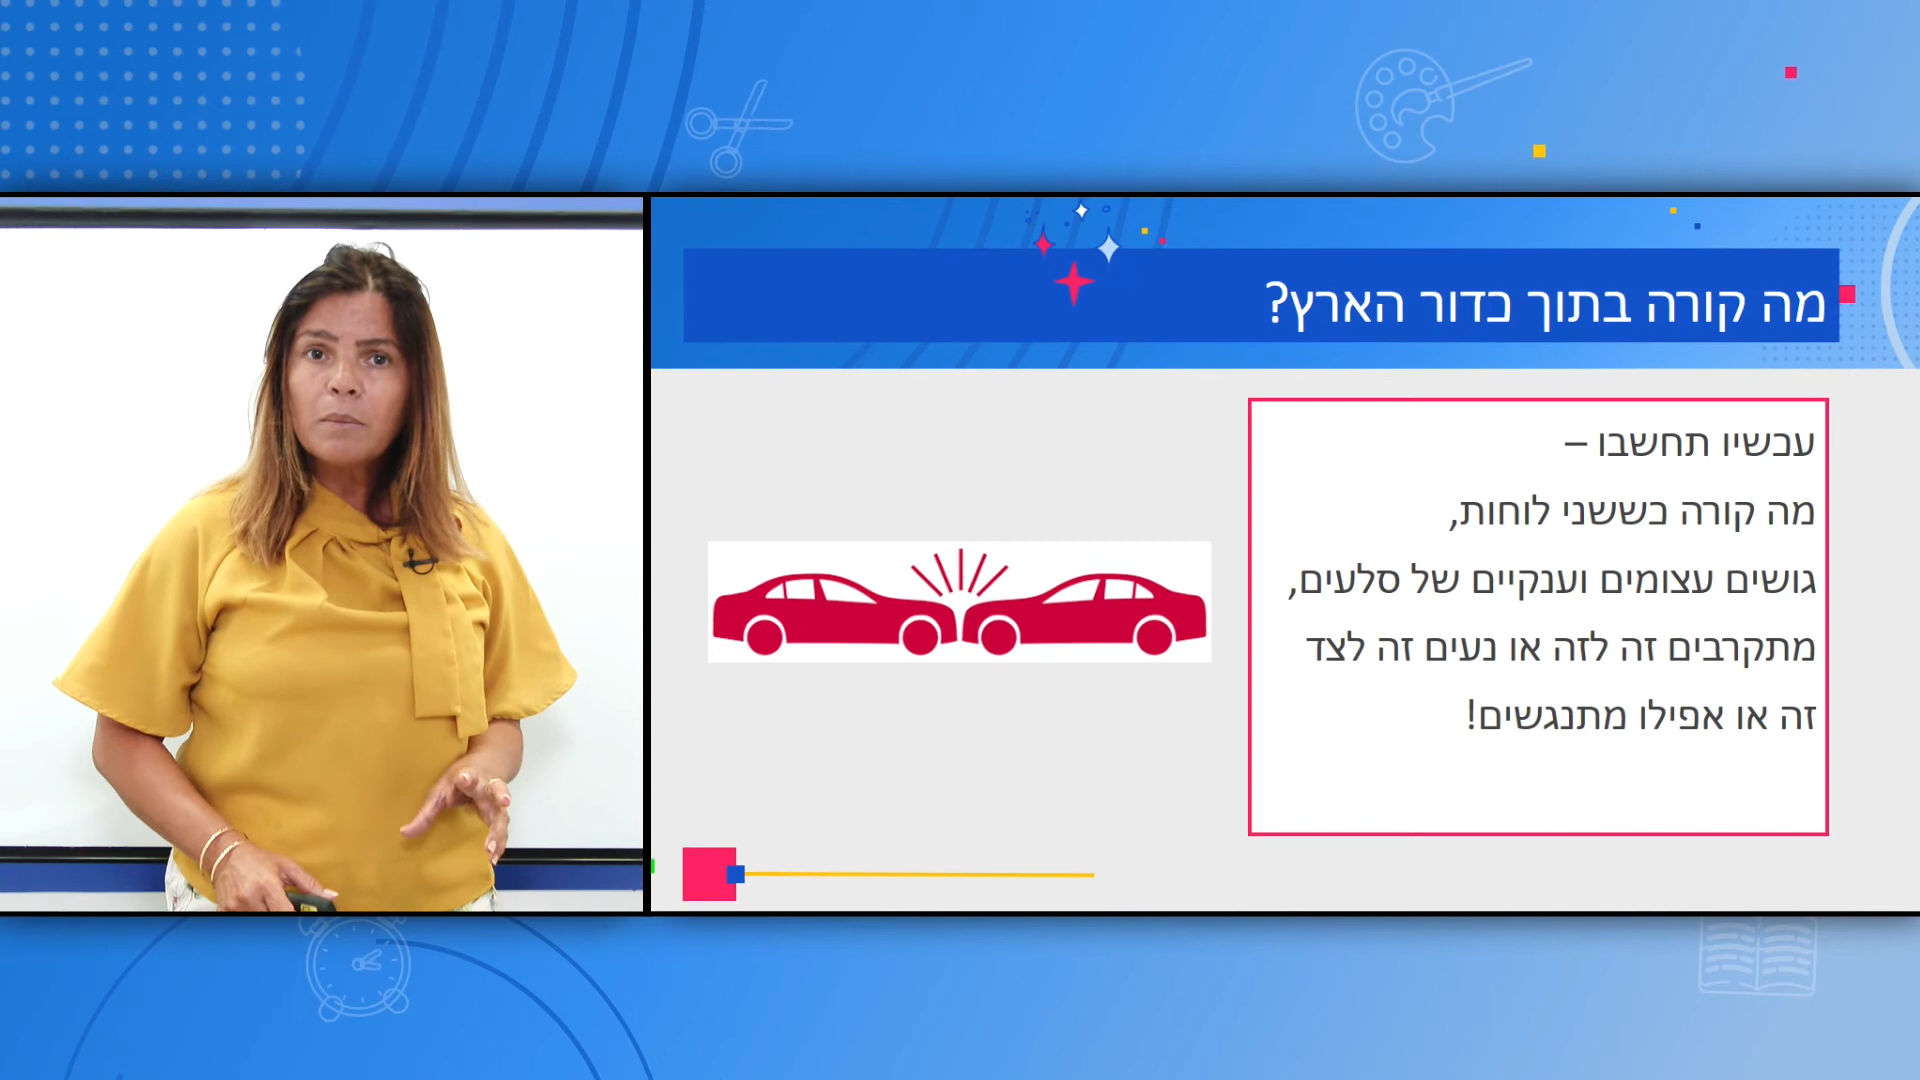 מה קורה בתוך כדור הארץ?
עכשיו תחשבו –
מה קורה כששני לוחות,
גושים עצומים וענקיים של סלעים,
מתקרבים זה לזה או נעים זה לצד
זה או אפילו מתנגשים!